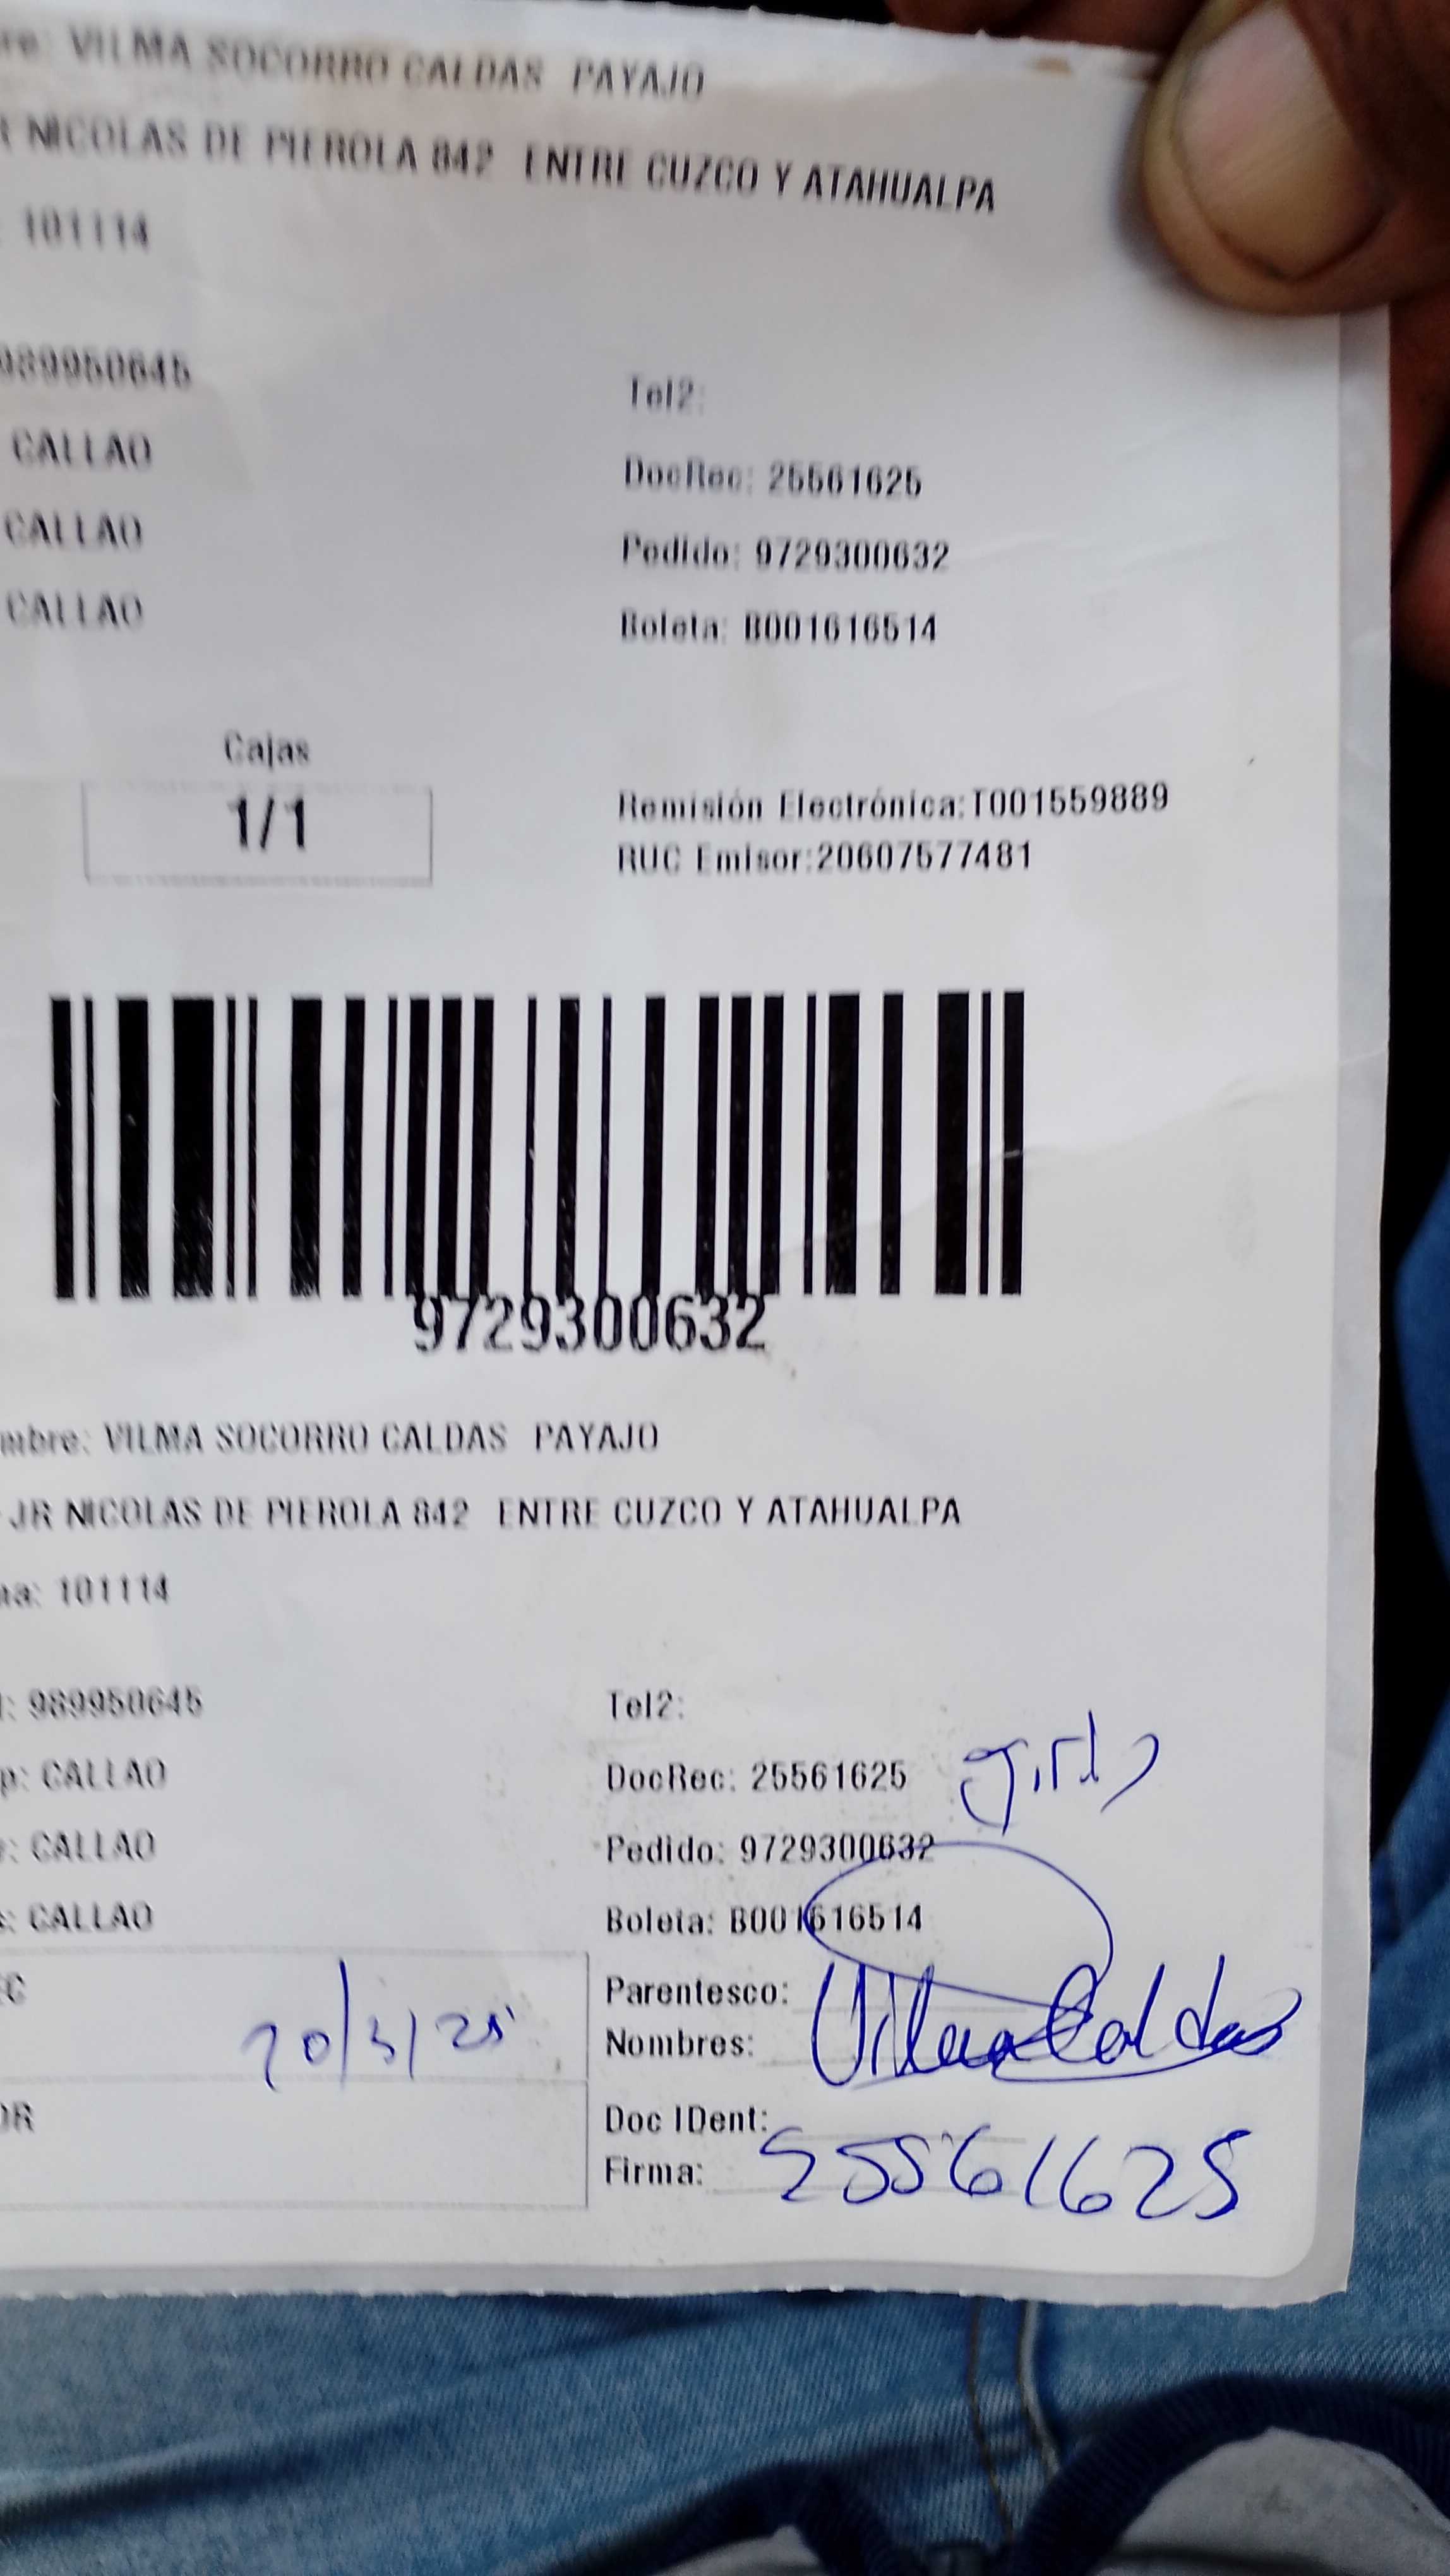 re: VILMA SOCORRO CALDAS PAYAJO
R NICOLAS DE PIEROLA 842 ENTRE CUZCO Y ATAHUALPA
: 101114
989950645 Tel2:
CALLAO DocRec: 25561625
CALLAO Pedido: 9729300632
CALLAO Boleta: B001616514
Cajas
1/1 Remisión Electrónica:T001559889
RUC Emisor:20607577481
9729300632
mbre: VILMA SOCORRO CALDAS PAYAJO
JR NICOLAS DE PIEROLA 842 ENTRE CUZCO Y ATAHUALPA
na: 101114
: 989950645 Tel2:
p: CALLAO DocRec: 25561625
: CALLAO Pedido: 9729300632
: CALLAO Boleta: B001616514
Parentesco:
20/3/25 Nombres: Vilma Caldas
OR Doc IDent: 25561625
Firma: